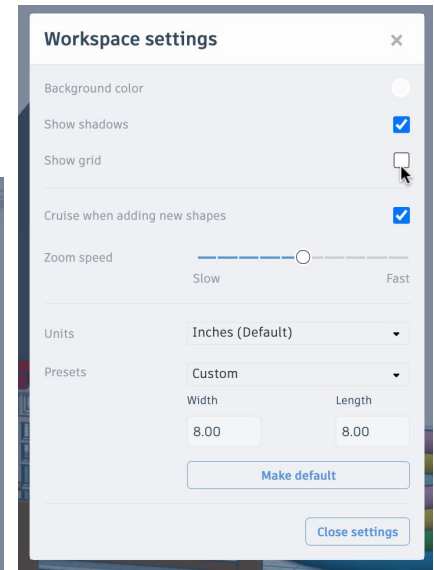 Workspace settings
Background color
Show shadows
Show grid
Cruise when adding new shapes
Zoom speed
Slow Fast
Units Inches (Default)
Presets Custom
Width Length
8.00 8.00
Make default
Close settings